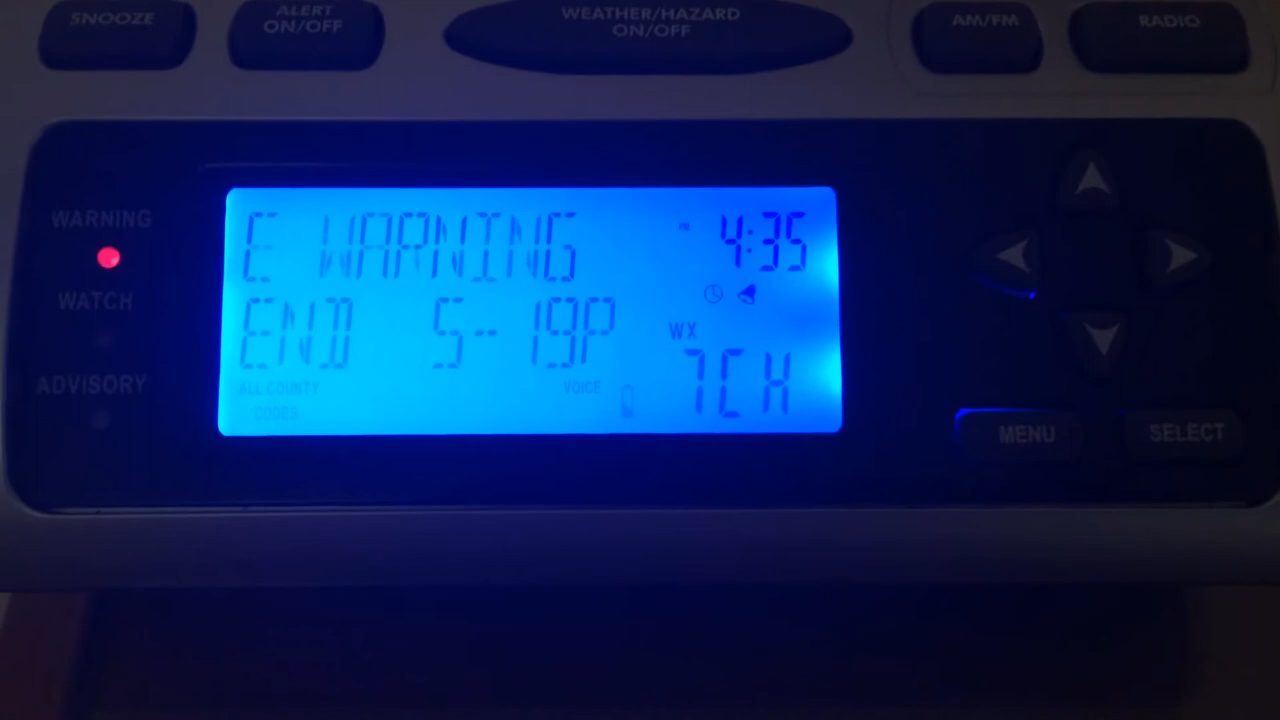 SNOOZE
ALERT
ON/OFF
WEATHER/HAZARD
ON/OFF
AM/FM
RADIO
WARNING
WATCH
ADVISORY
E WARNING
PM 4:35
END 5-19P
WX
7CH
ALL COUNTY
CODES
VOICE
MENU
SELECT